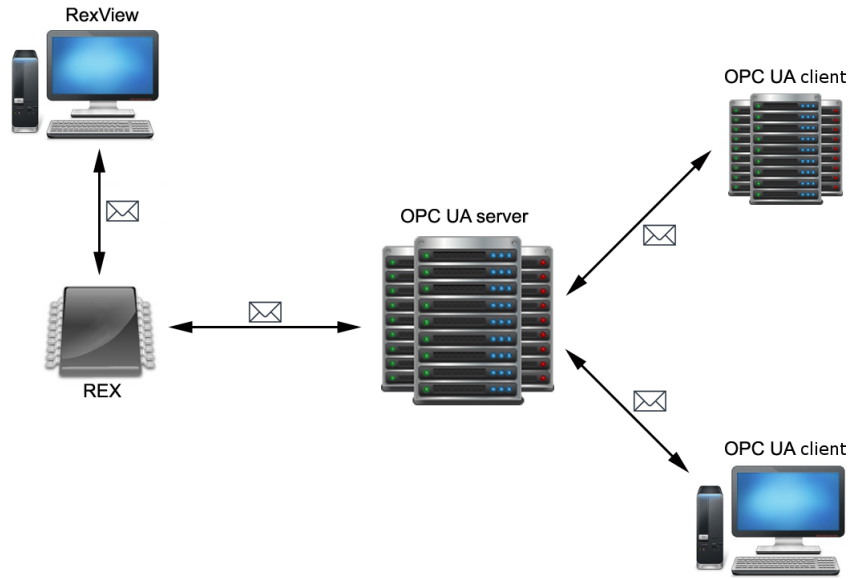 RexView
OPC UA client
OPC UA server
REX
OPC UA client